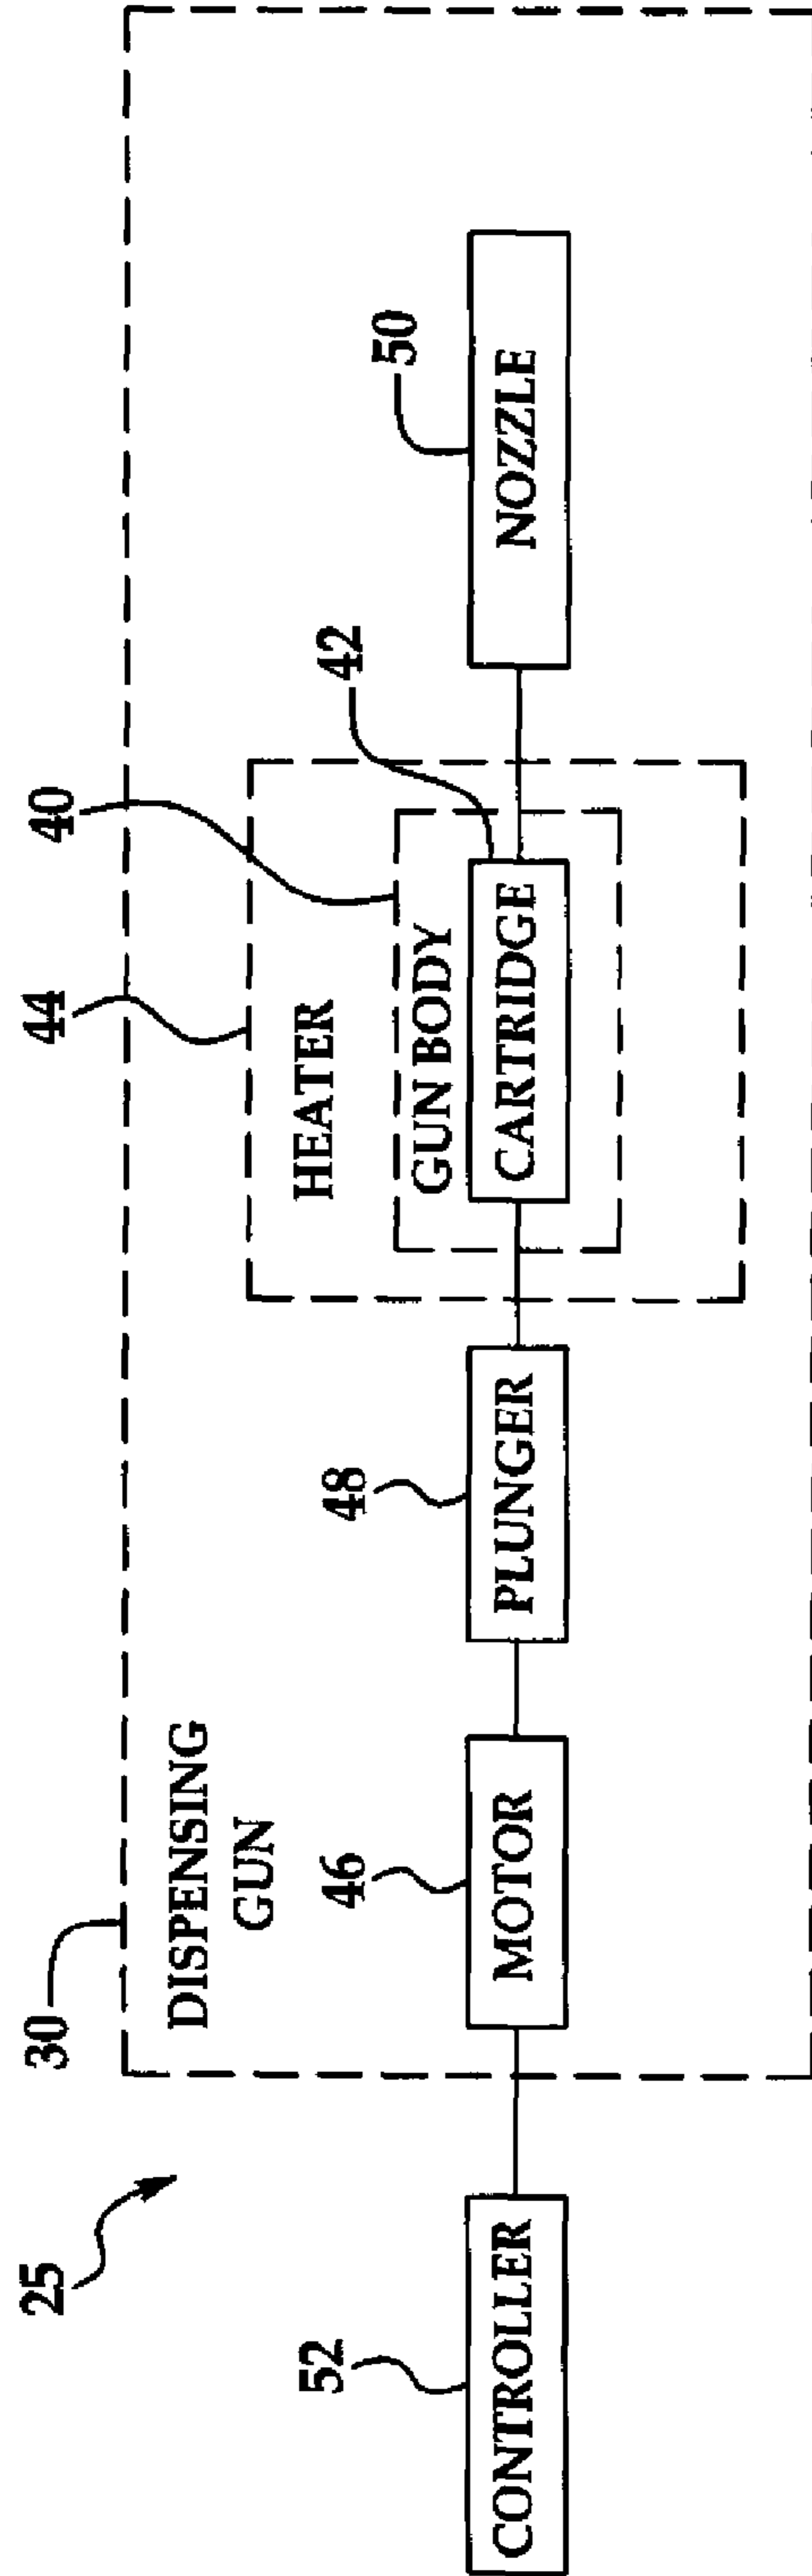 25
30
DISPENSING
GUN
44
40
HEATER
GUN BODY
42
52
CONTROLLER
46
MOTOR
48
PLUNGER
CARTRIDGE
50
NOZZLE